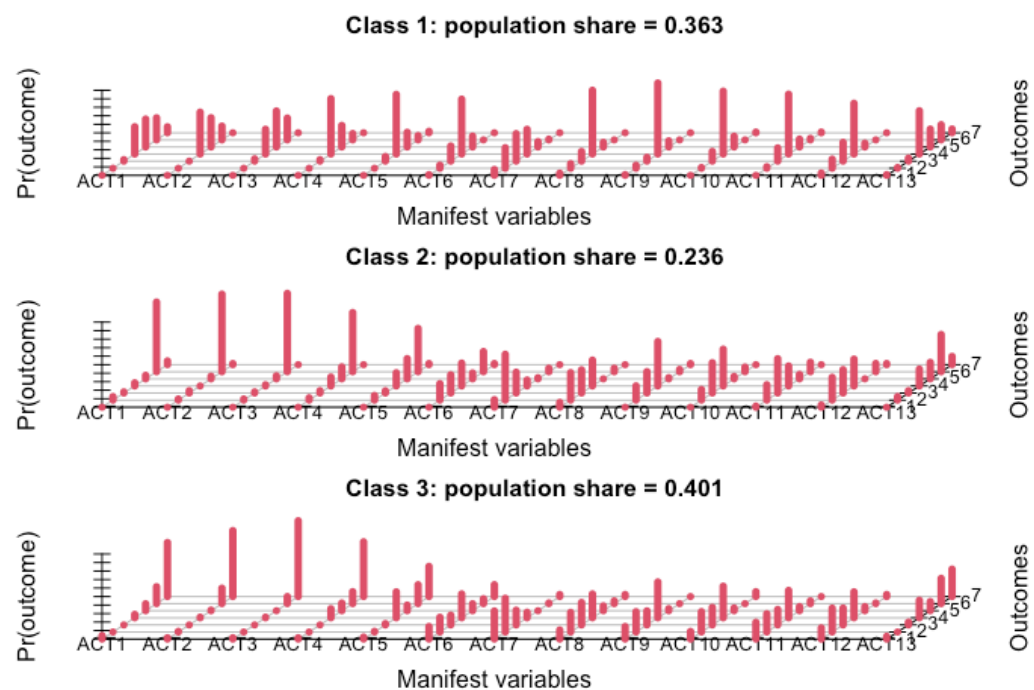 Class 1: population share = 0.363
Pr(outcome)
Outcomes
1234567
ACT1 ACT2 ACT3 ACT4 ACT5 ACT6 ACT7 ACT8 ACT9 ACT10 ACT11 ACT12 ACT13
Manifest variables
Class 2: population share = 0.236
Pr(outcome)
Outcomes
1234567
ACT1 ACT2 ACT3 ACT4 ACT5 ACT6 ACT7 ACT8 ACT9 ACT10 ACT11 ACT12 ACT13
Manifest variables
Class 3: population share = 0.401
Pr(outcome)
Outcomes
1234567
ACT1 ACT2 ACT3 ACT4 ACT5 ACT6 ACT7 ACT8 ACT9 ACT10 ACT11 ACT12 ACT13
Manifest variables